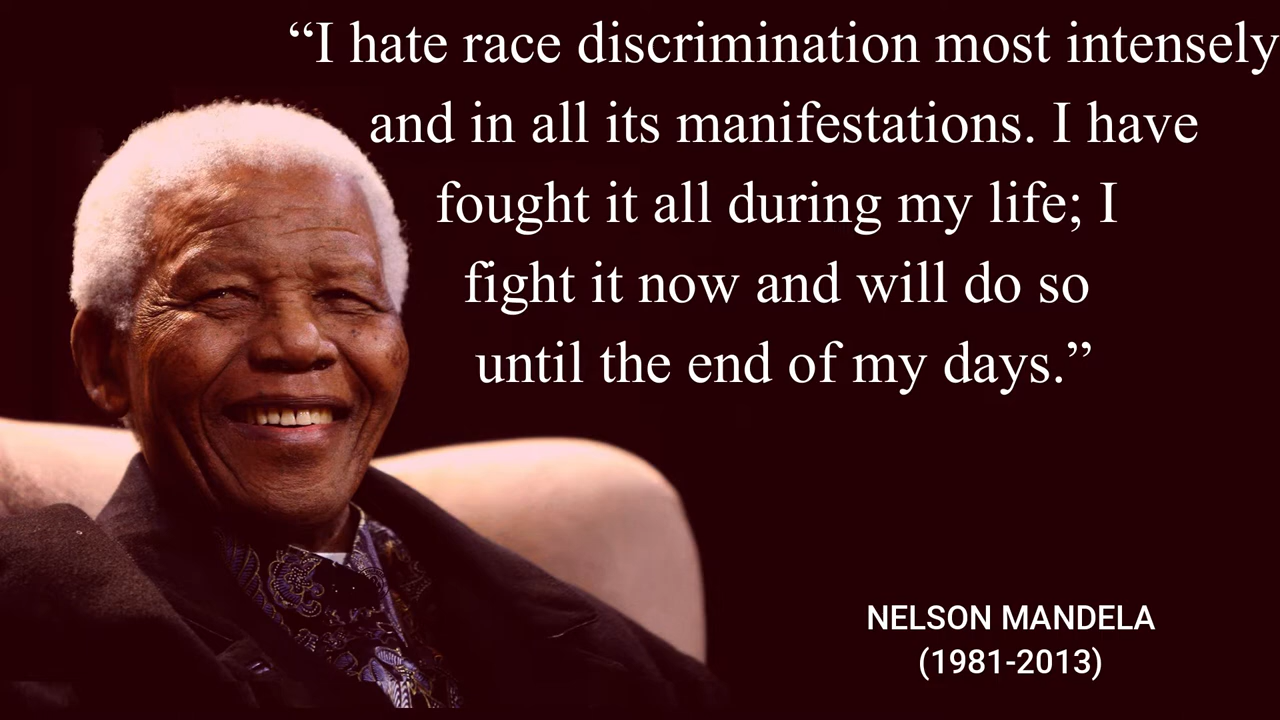 “I hate race discrimination most intensely
and in all its manifestations. I have
fought it all during my life; I
fight it now and will do so
until the end of my days.”
NELSON MANDELA
(1981-2013)